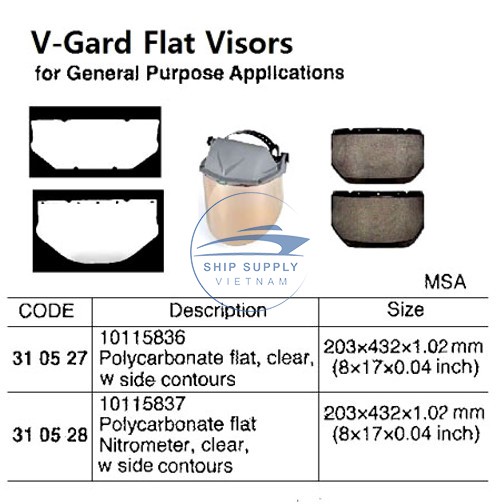 V-Gard Flat Visors
for General Purpose Applications
SHIP SUPPLY
VIETNAM
MSA
CODE Description Size
10115836
31 05 27 Polycarbonate flat, clear, 203×432×1.02 mm
w side contours (8×17×0.04 inch)
10115837
Polycarbonate flat 203×432×1.02 mm
31 05 28 Nitrometer, clear, (8×17×0.04 inch)
w side contours